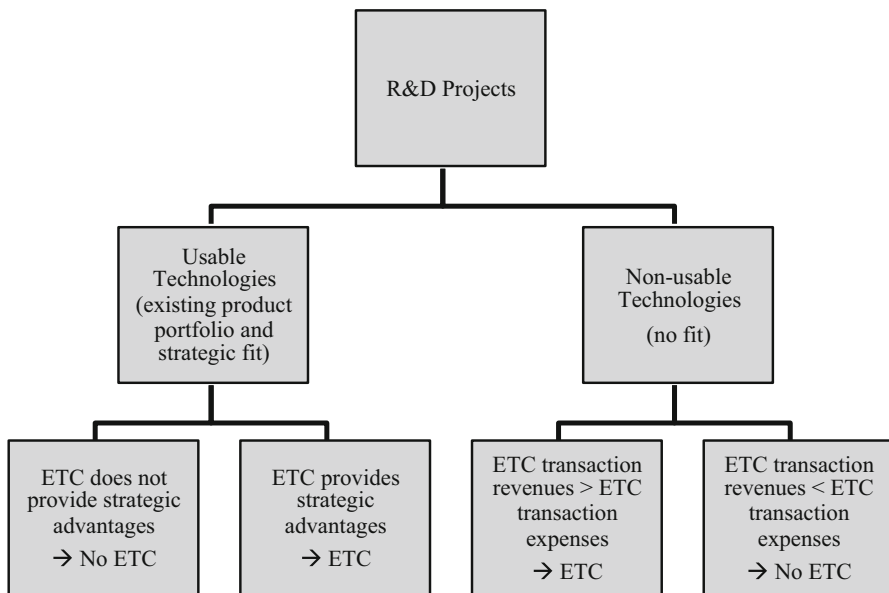 R&D Projects
Usable
Technologies
(existing product
portfolio and
strategic fit)
Non-usable
Technologies
(no fit)
ETC does not
provide strategic
advantages
→ No ETC
ETC provides
strategic
advantages
→ ETC
ETC transaction
revenues > ETC
transaction
expenses
→ ETC
ETC transaction
revenues < ETC
transaction
expenses
→ No ETC